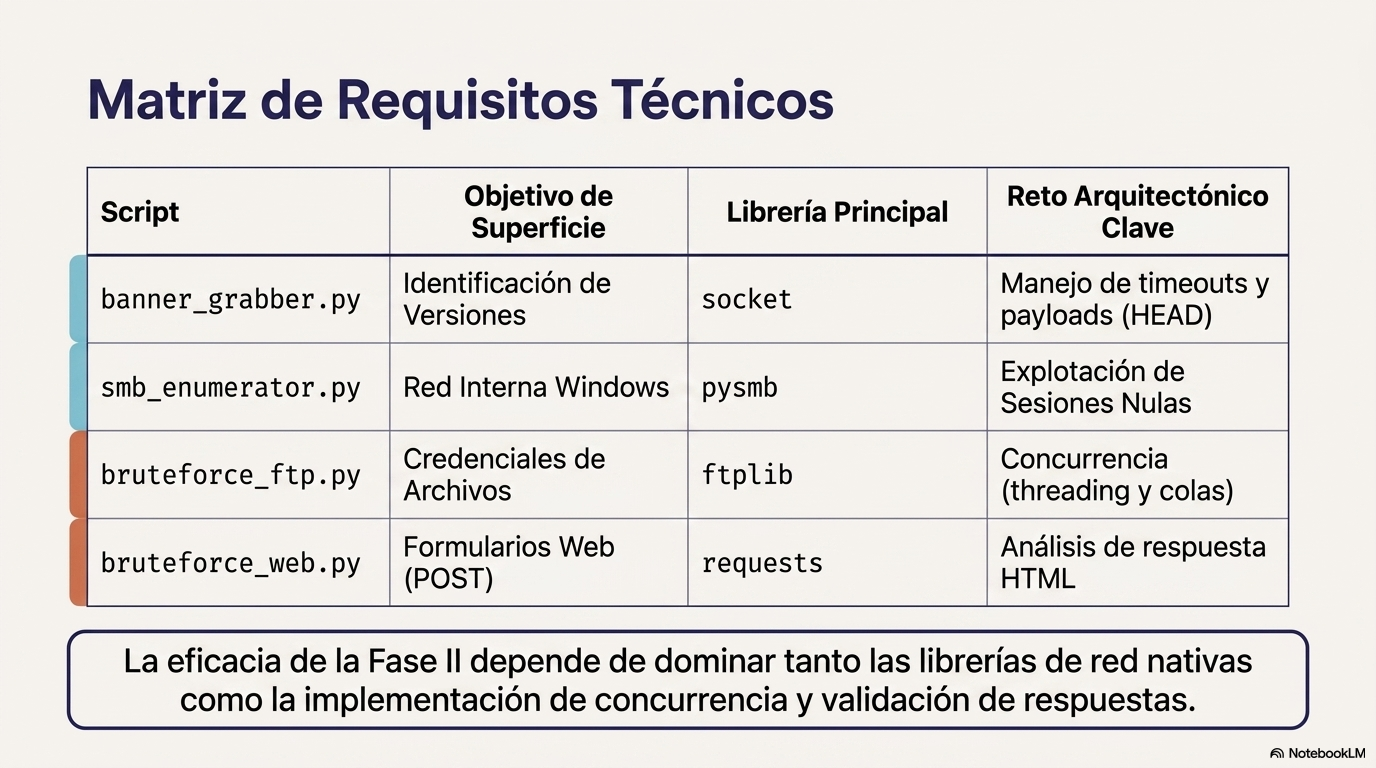 Matriz de Requisitos Técnicos
Script
Objetivo de
Superficie
Librería Principal
Reto Arquitectónico
Clave
banner_grabber.py
Identificación de
Versiones
socket
Manejo de timeouts y
payloads (HEAD)
smb_enumerator.py
Red Interna Windows
pysmb
Explotación de
Sesiones Nulas
bruteforce_ftp.py
Credenciales de
Archivos
ftplib
Concurrencia
(threading y colas)
bruteforce_web.py
Formularios Web
(POST)
requests
Análisis de respuesta
HTML
La eficacia de la Fase II depende de dominar tanto las librerías de red nativas
como la implementación de concurrencia y validación de respuestas.
NotebookLM